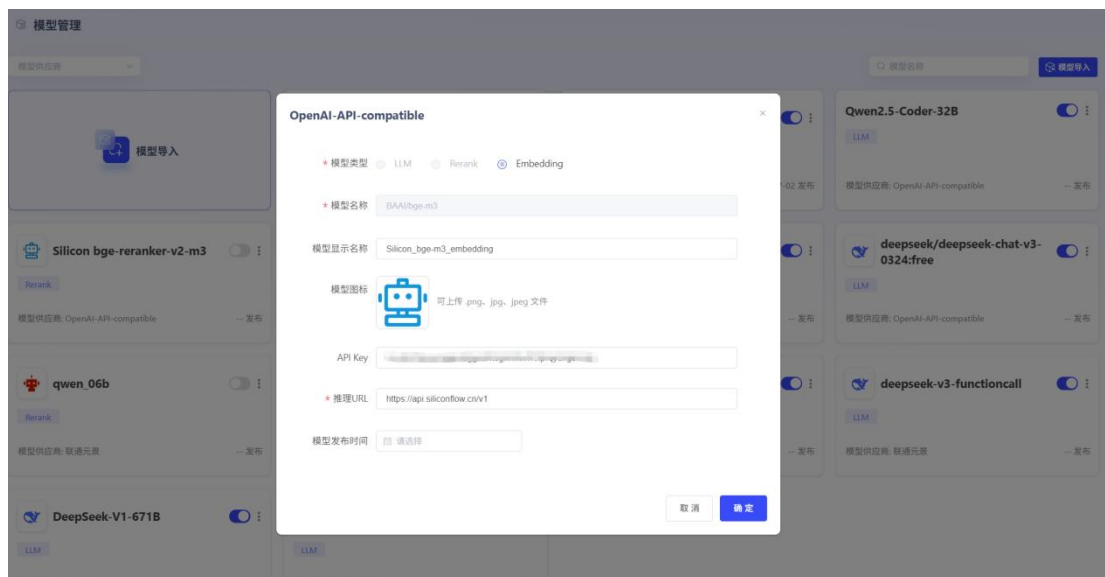 模型管理
模型供应商
模型名称
模型导入
模型导入
OpenAI-API-compatible
* 模型类型 LLM Rerank Embedding
* 模型名称 BAAI/bge-m3
模型显示名称 Silicon_bge-m3_embedding
模型图标 可上传 .png、jpg、jpeg 文件
API Key
* 推理URL https://api.siliconflow.cn/v1
模型发布时间 请选择
取消 确定
-02 发布
Qwen2.5-Coder-32B
LLM
模型供应商: OpenAI-API-compatible -- 发布
Silicon bge-reranker-v2-m3
Rerank
模型供应商: OpenAI-API-compatible -- 发布
-- 发布
deepseek/deepseek-chat-v3-
0324:free
LLM
模型供应商: OpenAI-API-compatible -- 发布
qwen_06b
Rerank
模型供应商: 联通元景 -- 发布
-- 发布
deepseek-v3-functioncall
LLM
模型供应商: 联通元景 -- 发布
DeepSeek-V1-671B
LLM
LLM